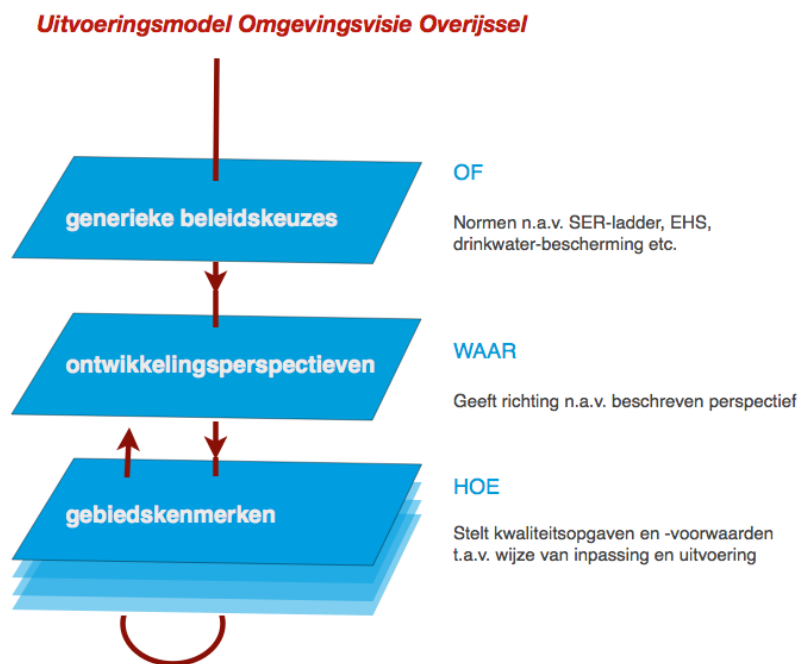 Uitvoeringsmodel Omgevingsvisie Overijssel
generieke beleidskeuzes
OF
Normen n.a.v. SER-ladder, EHS,
drinkwater-bescherming etc.
ontwikkelingsperspectieven
WAAR
Geeft richting n.a.v. beschreven perspectief
gebiedskenmerken
HOE
Stelt kwaliteitsopgaven en -voorwaarden
t.a.v. wijze van inpassing en uitvoering